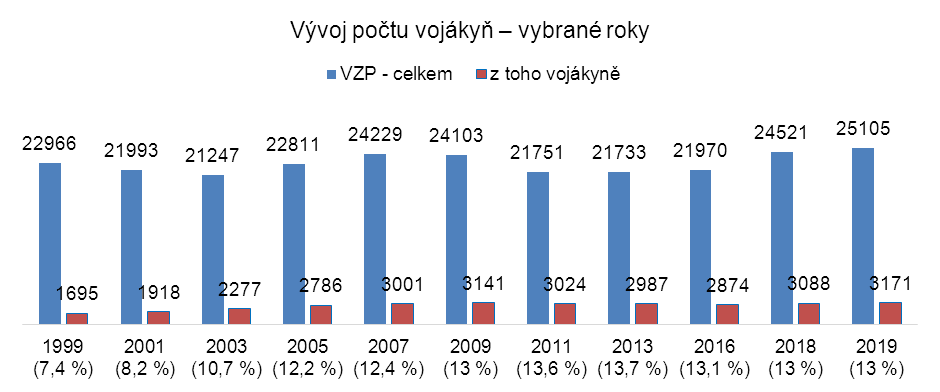 Vývoj počtu vojákyň – vybrané roky
VZP - celkem z toho vojákyně
22966 21993 21247 22811 24229 24103 21751 21733 21970 24521 25105
1695 1918 2277 2786 3001 3141 3024 2987 2874 3088 3171
1999 2001 2003 2005 2007 2009 2011 2013 2016 2018 2019
(7,4 %) (8,2 %) (10,7 %) (12,2 %) (12,4 %) (13 %) (13,6 %) (13,7 %) (13,1 %) (13 %) (13 %)